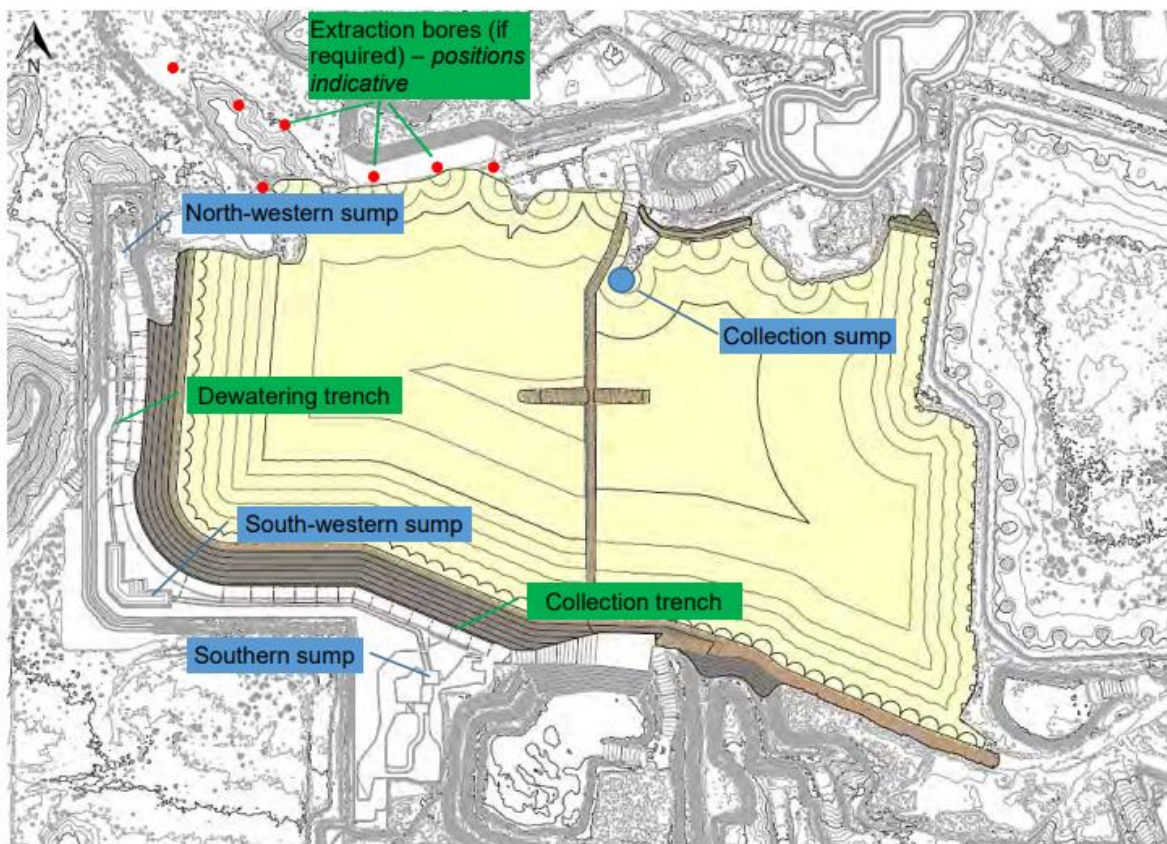 Extraction bores (if
required) – positions
indicative
N
North-western sump
Collection sump
Dewatering trench
South-western sump
Collection trench
Southern sump